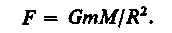 F = GmM/R².